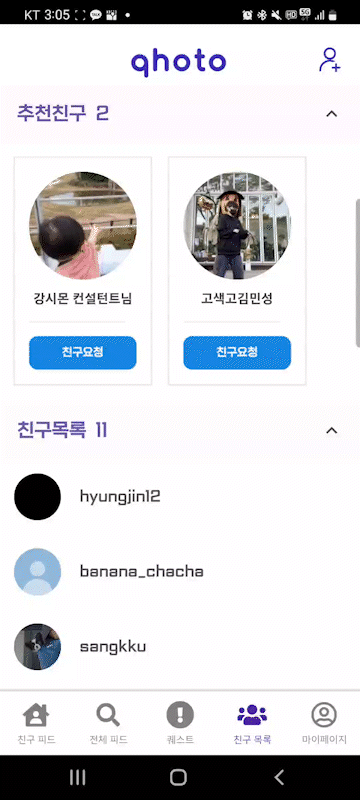 KT 3:05
qhoto
추천친구 2
강시몬 컨설턴트님
고색고김민성
친구요청
친구요청
친구목록 11
hyungjin12
banana_chacha
sangkku
친구 피드
전체 피드
퀘스트
친구 목록
마이페이지